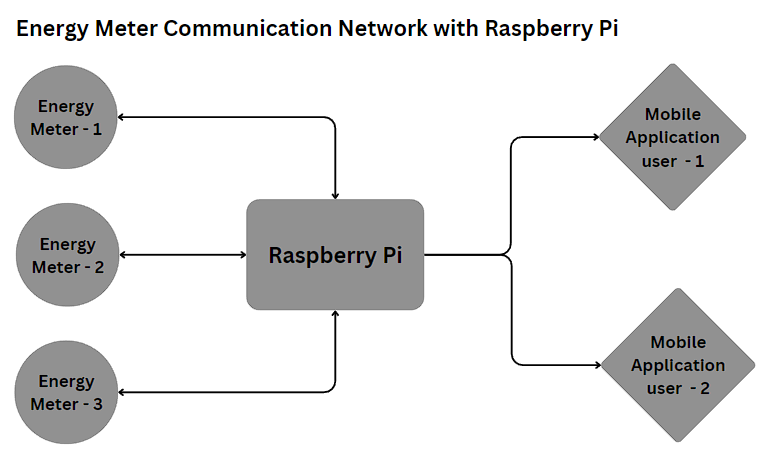 Energy Meter Communication Network with Raspberry Pi
Energy
Meter - 1
Mobile
Application
user - 1
Energy
Meter - 2
Raspberry Pi
Energy
Meter - 3
Mobile
Application
user - 2